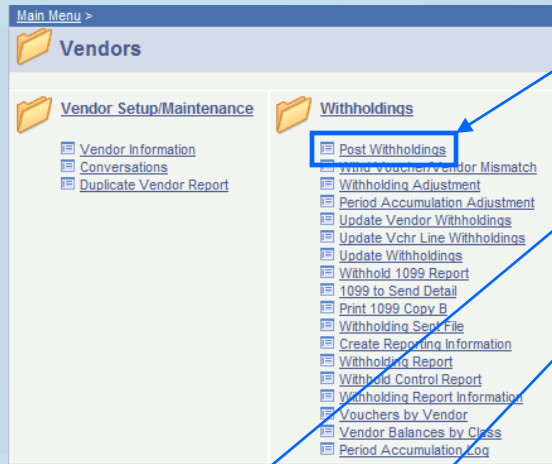 Main Menu >
Vendors
Vendor Setup/Maintenance
Vendor Information
Conversations
Duplicate Vendor Report
Withholdings
Post Withholdings
Wthd Voucher/Vendor Mismatch
Withholding Adjustment
Period Accumulation Adjustment
Update Vendor Withholdings
Update Vchr Line Withholdings
Update Withholdings
Withhold 1099 Report
1099 to Send Detail
Print 1099 Copy B
Withholding Sent File
Create Reporting Information
Withholding Report
Withhold Control Report
Withholding Report Information
Vouchers by Vendor
Vendor Balances by Class
Period Accumulation Log